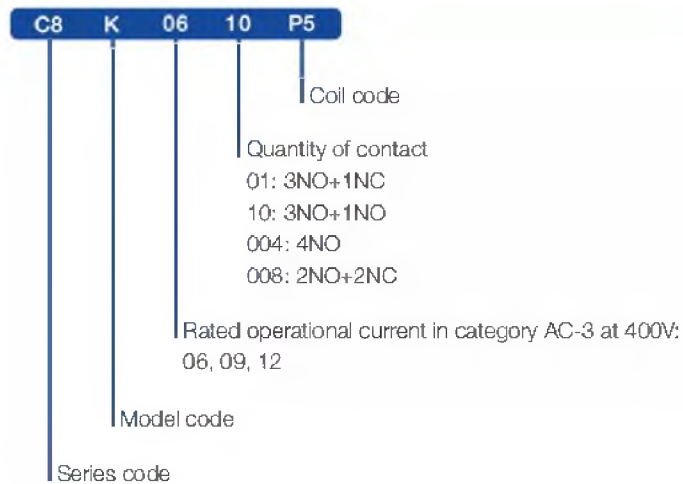 C8 K 06 10 P5
Coil code
Quantity of contact
01: 3NO+1NC
10: 3NO+1NO
004: 4NO
008: 2NO+2NC
Rated operational current in category AC-3 at 400V:
06, 09, 12
Model code
Series code